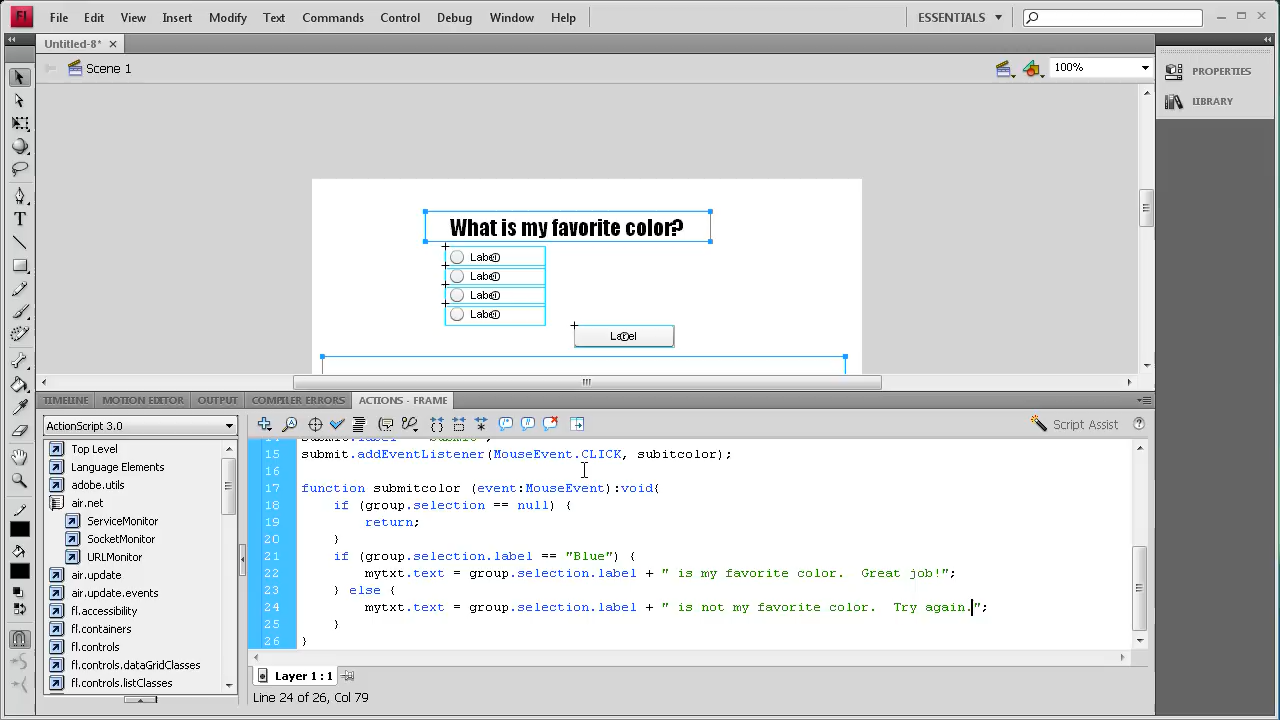 Fl File Edit View Insert Modify Text Commands Control Debug Window Help ESSENTIALS
Untitled-8* ×
Scene 1 100%
PROPERTIES
LIBRARY
What is my favorite color?
Label
Label
Label
Label
Label
TIMELINE MOTION EDITOR OUTPUT COMPILER ERRORS ACTIONS - FRAME
ActionScript 3.0
Script Assist
Top Level
Language Elements
adobe.utils
air.net
ServiceMonitor
SocketMonitor
URLMonitor
air.update
air.update.events
fl.accessibility
fl.containers
fl.controls
fl.controls.dataGridClasses
fl.controls.listClasses
14 submit.label = "Submit";
15 submit.addEventListener(MouseEvent.CLICK, subitcolor);
16
17 function submitcolor (event:MouseEvent):void{
18 if (group.selection == null) {
19 return;
20 }
21 if (group.selection.label == "Blue") {
22 mytxt.text = group.selection.label + " is my favorite color.  Great job!";
23 } else {
24 mytxt.text = group.selection.label + " is not my favorite color.  Try again.";
25 }
26 }
Layer 1 : 1
Line 24 of 26, Col 79